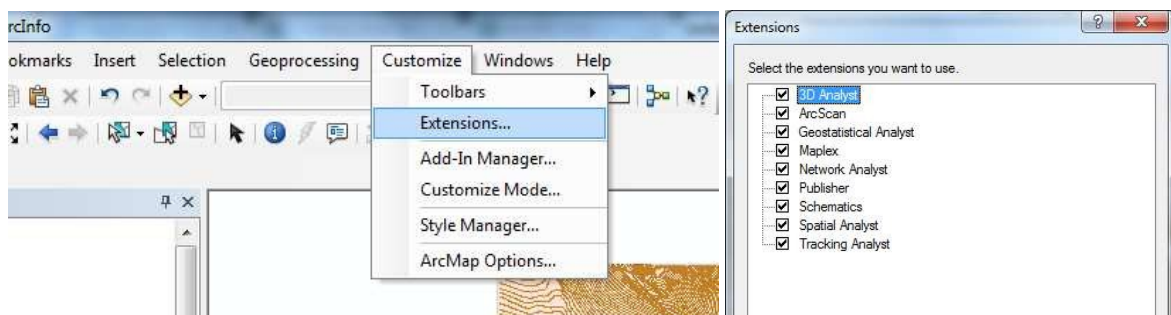 rcInfo
okmarks Insert Selection Geoprocessing Customize Windows Help
Toolbars
Extensions...
Add-In Manager...
Customize Mode...
Style Manager...
ArcMap Options...
Extensions
Select the extensions you want to use.
3D Analyst
ArcScan
Geostatistical Analyst
Maplex
Network Analyst
Publisher
Schematics
Spatial Analyst
Tracking Analyst